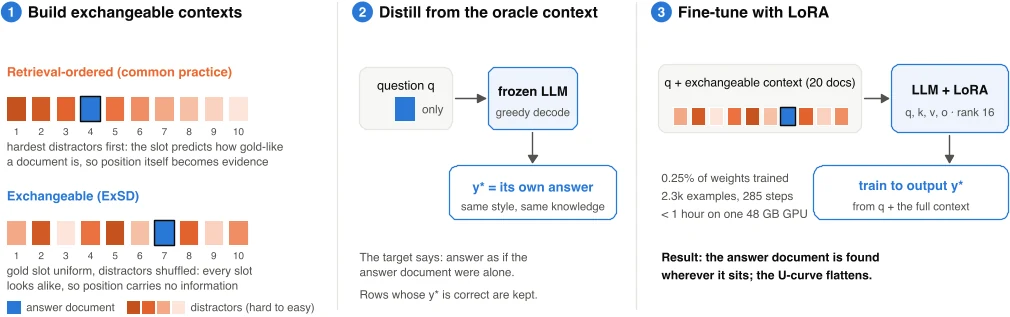 1 Build exchangeable contexts
Retrieval-ordered (common practice)
1 2 3 4 5 6 7 8 9 10
hardest distractors first: the slot predicts how gold-like
a document is, so position itself becomes evidence
Exchangeable (ExSD)
1 2 3 4 5 6 7 8 9 10
gold slot uniform, distractors shuffled: every slot
looks alike, so position carries no information
answer document distractors (hard to easy)
2 Distill from the oracle context
question q
only
frozen LLM
greedy decode
y* = its own answer
same style, same knowledge
The target says: answer as if the
answer document were alone.
Rows whose y* is correct are kept.
3 Fine-tune with LoRA
q + exchangeable context (20 docs)
LLM + LoRA
q, k, v, o · rank 16
0.25% of weights trained
2.3k examples, 285 steps
< 1 hour on one 48 GB GPU
train to output y*
from q + the full context
Result: the answer document is found
wherever it sits; the U-curve flattens.